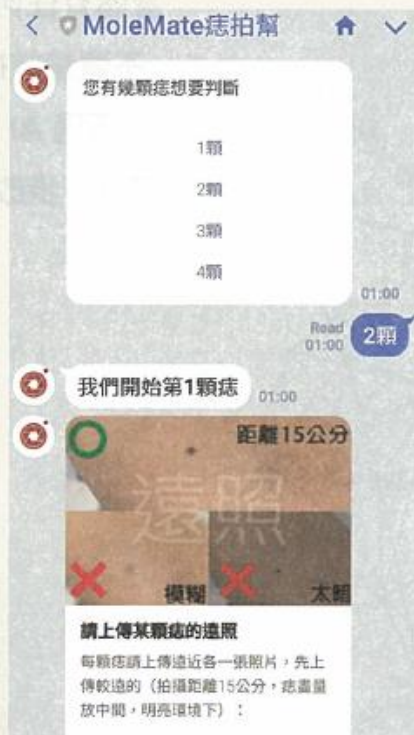 MoleMate痣拍幫
您有幾顆痣想要判斷
1顆
2顆
3顆
4顆
01:00
Read
01:00
2顆
我們開始第1顆痣
01:00
距離15公分
遠照
模糊
太暗
請上傳某顆痣的遠照
每顆痣請上傳遠近各一張照片，先上
傳較遠的（拍攝距離15公分，痣盡量
放中間，明亮環境下）：